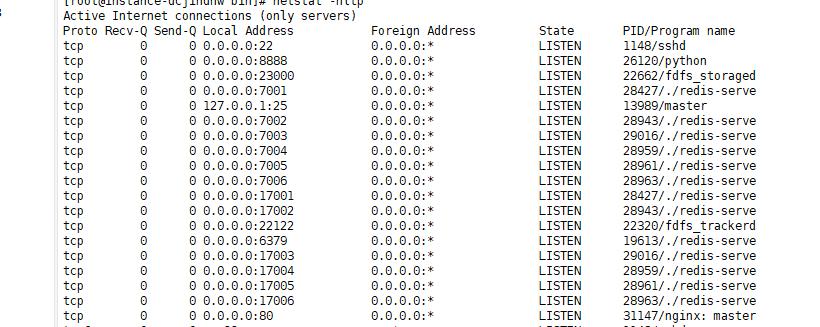 Active Internet connections (only servers)
Proto Recv-Q Send-Q Local Address           Foreign Address         State       PID/Program name
tcp        0      0 0.0.0.0:22              0.0.0.0:*               LISTEN      1148/sshd
tcp        0      0 0.0.0.0:8888            0.0.0.0:*               LISTEN      26120/python
tcp        0      0 0.0.0.0:23000           0.0.0.0:*               LISTEN      22662/fdfs_storaged
tcp        0      0 0.0.0.0:7001            0.0.0.0:*               LISTEN      28427/./redis-serve
tcp        0      0 127.0.0.1:25            0.0.0.0:*               LISTEN      13989/master
tcp        0      0 0.0.0.0:7002            0.0.0.0:*               LISTEN      28943/./redis-serve
tcp        0      0 0.0.0.0:7003            0.0.0.0:*               LISTEN      29016/./redis-serve
tcp        0      0 0.0.0.0:7004            0.0.0.0:*               LISTEN      28959/./redis-serve
tcp        0      0 0.0.0.0:7005            0.0.0.0:*               LISTEN      28961/./redis-serve
tcp        0      0 0.0.0.0:7006            0.0.0.0:*               LISTEN      28963/./redis-serve
tcp        0      0 0.0.0.0:17001           0.0.0.0:*               LISTEN      28427/./redis-serve
tcp        0      0 0.0.0.0:17002           0.0.0.0:*               LISTEN      28943/./redis-serve
tcp        0      0 0.0.0.0:22122           0.0.0.0:*               LISTEN      22320/fdfs_trackerd
tcp        0      0 0.0.0.0:6379            0.0.0.0:*               LISTEN      19613/./redis-serve
tcp        0      0 0.0.0.0:17003           0.0.0.0:*               LISTEN      29016/./redis-serve
tcp        0      0 0.0.0.0:17004           0.0.0.0:*               LISTEN      28959/./redis-serve
tcp        0      0 0.0.0.0:17005           0.0.0.0:*               LISTEN      28961/./redis-serve
tcp        0      0 0.0.0.0:17006           0.0.0.0:*               LISTEN      28963/./redis-serve
tcp        0      0 0.0.0.0:80              0.0.0.0:*               LISTEN      31147/nginx: master